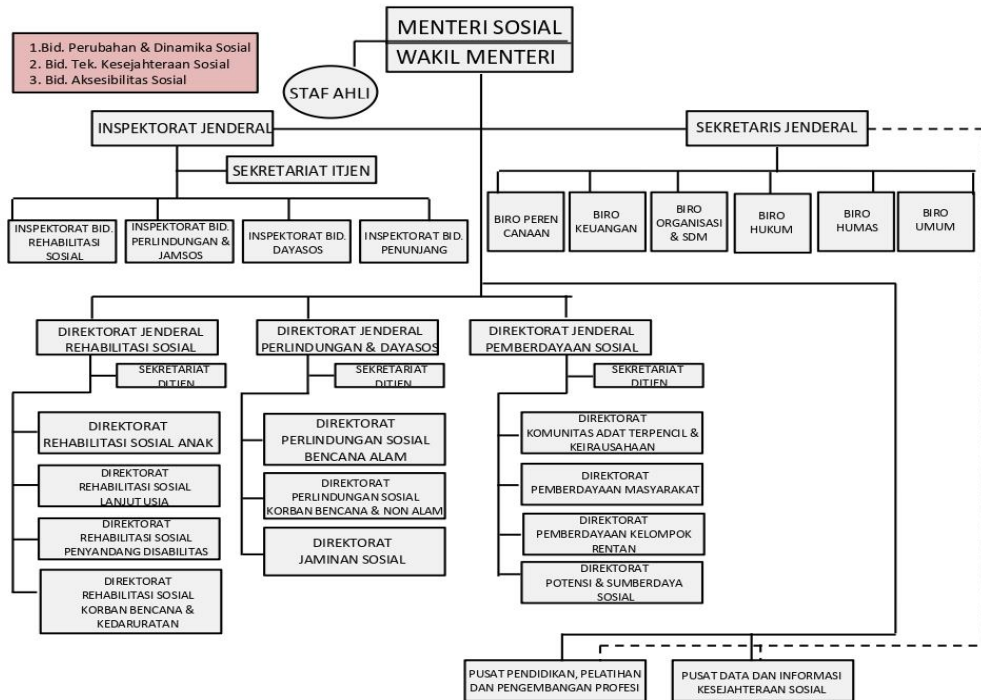 MENTERI SOSIAL
WAKIL MENTERI
1.Bid. Perubahan & Dinamika Sosial
2. Bid. Tek. Kesejahteraan Sosial
3. Bid. Aksesibilitas Sosial
STAF AHLI
INSPEKTORAT JENDERAL
SEKRETARIS JENDERAL
SEKRETARIAT ITJEN
INSPEKTORAT BID.
REHABILITASI
SOSIAL
INSPEKTORAT BID.
PERLINDUNGAN &
JAMSOS
INSPEKTORAT BID.
DAYASOS
INSPEKTORAT BID.
PENUNJANG
BIRO PEREN
CANAAN
BIRO
KEUANGAN
BIRO
ORGANISASI
& SDM
BIRO
HUKUM
BIRO
HUMAS
BIRO
UMUM
DIREKTORAT JENDERAL
REHABILITASI SOSIAL
SEKRETARIAT
DITJEN
DIREKTORAT
REHABILITASI SOSIAL ANAK
DIREKTORAT
REHABILITASI SOSIAL
LANJUT USIA
DIREKTORAT
REHABILITASI SOSIAL
PENYANDANG DISABILITAS
DIREKTORAT
REHABILITASI SOSIAL
KORBAN BENCANA &
KEDARURATAN
DIREKTORAT JENDERAL
PERLINDUNGAN & DAYASOS
SEKRETARIAT
DITJEN
DIREKTORAT
PERLINDUNGAN SOSIAL
BENCANA ALAM
DIREKTORAT
PERLINDUNGAN SOSIAL
KORBAN BENCANA & NON ALAM
DIREKTORAT
JAMINAN SOSIAL
DIREKTORAT JENDERAL
PEMBERDAYAAN SOSIAL
SEKRETARIAT
DITJEN
DIREKTORAT
KOMUNITAS ADAT TERPENCIL &
KEIRAUSAHAAN
DIREKTORAT
PEMBERDAYAAN MASYARAKAT
DIREKTORAT
PEMBERDAYAAN KELOMPOK
RENTAN
DIREKTORAT
POTENSI & SUMBERDAYA
SOSIAL
PUSAT PENDIDIKAN, PELATIHAN
DAN PENGEMBANGAN PROFESI
PUSAT DATA DAN INFORMASI
KESEJAHTERAAN SOSIAL